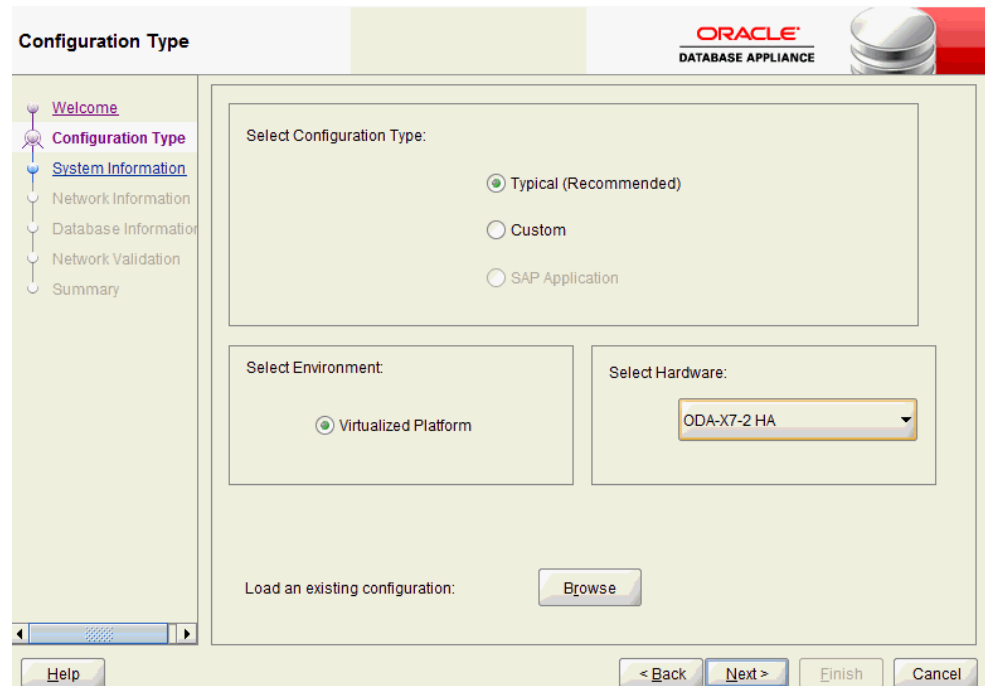 Configuration Type
ORACLE
DATABASE APPLIANCE
Welcome
Configuration Type
System Information
Network Information
Database Information
Network Validation
Summary
Select Configuration Type:
Typical (Recommended)
Custom
SAP Application
Select Environment:
Virtualized Platform
Select Hardware:
ODA-X7-2 HA
Load an existing configuration:
Browse
Help
< Back
Next >
Finish
Cancel